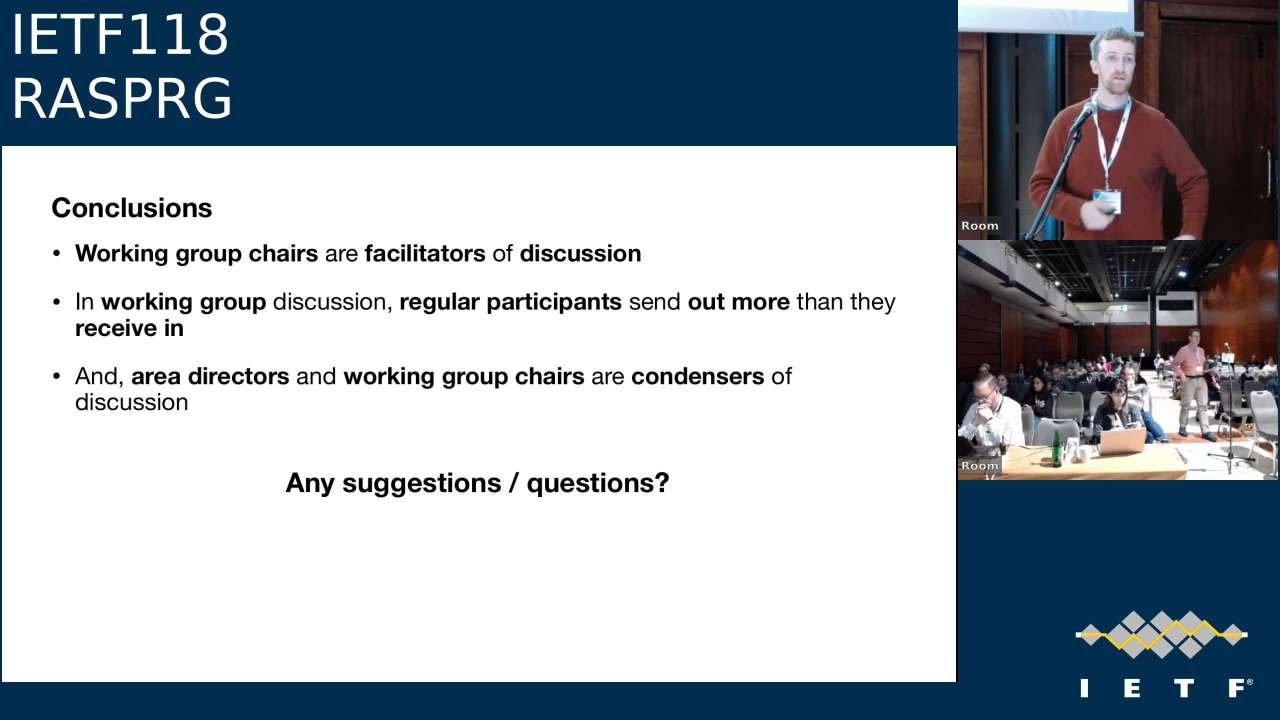 IETF118
RASPRG
Conclusions
• Working group chairs are facilitators of discussion
• In working group discussion, regular participants send out more than they
receive in
• And, area directors and working group chairs are condensers of
discussion
Any suggestions / questions?
Room
Room
I E T F®